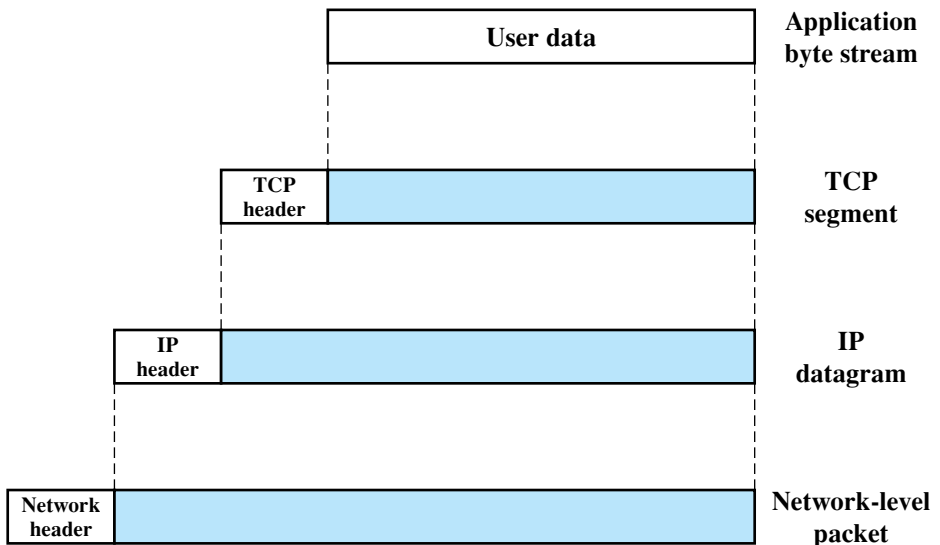 User data
Application
byte stream
TCP
header
TCP
segment
IP
header
IP
datagram
Network
header
Network-level
packet